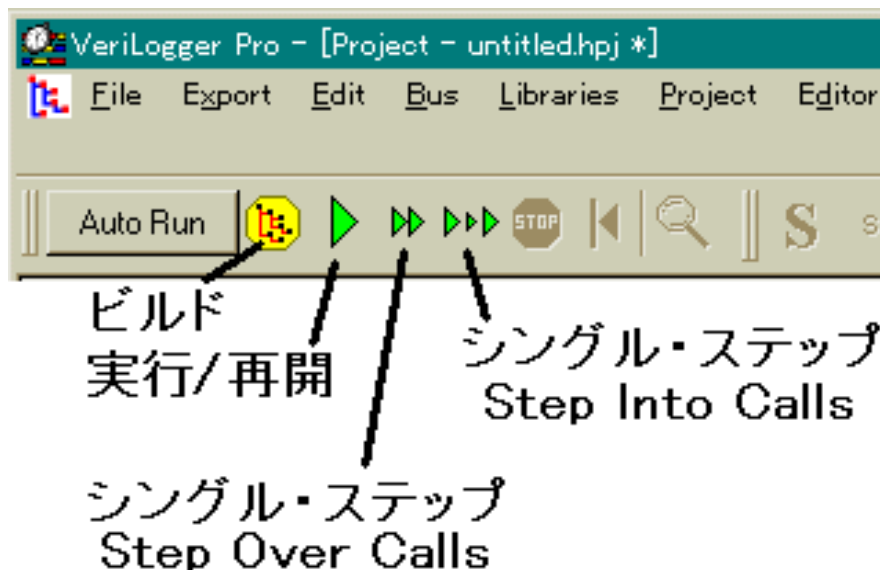 VeriLogger Pro - [Project - untitled.hpj *]
File Export Edit Bus Libraries Project Editor
Auto Run STOP S s
ビルド
実行/再開
シングル・ステップ
Step Into Calls
シングル・ステップ
Step Over Calls